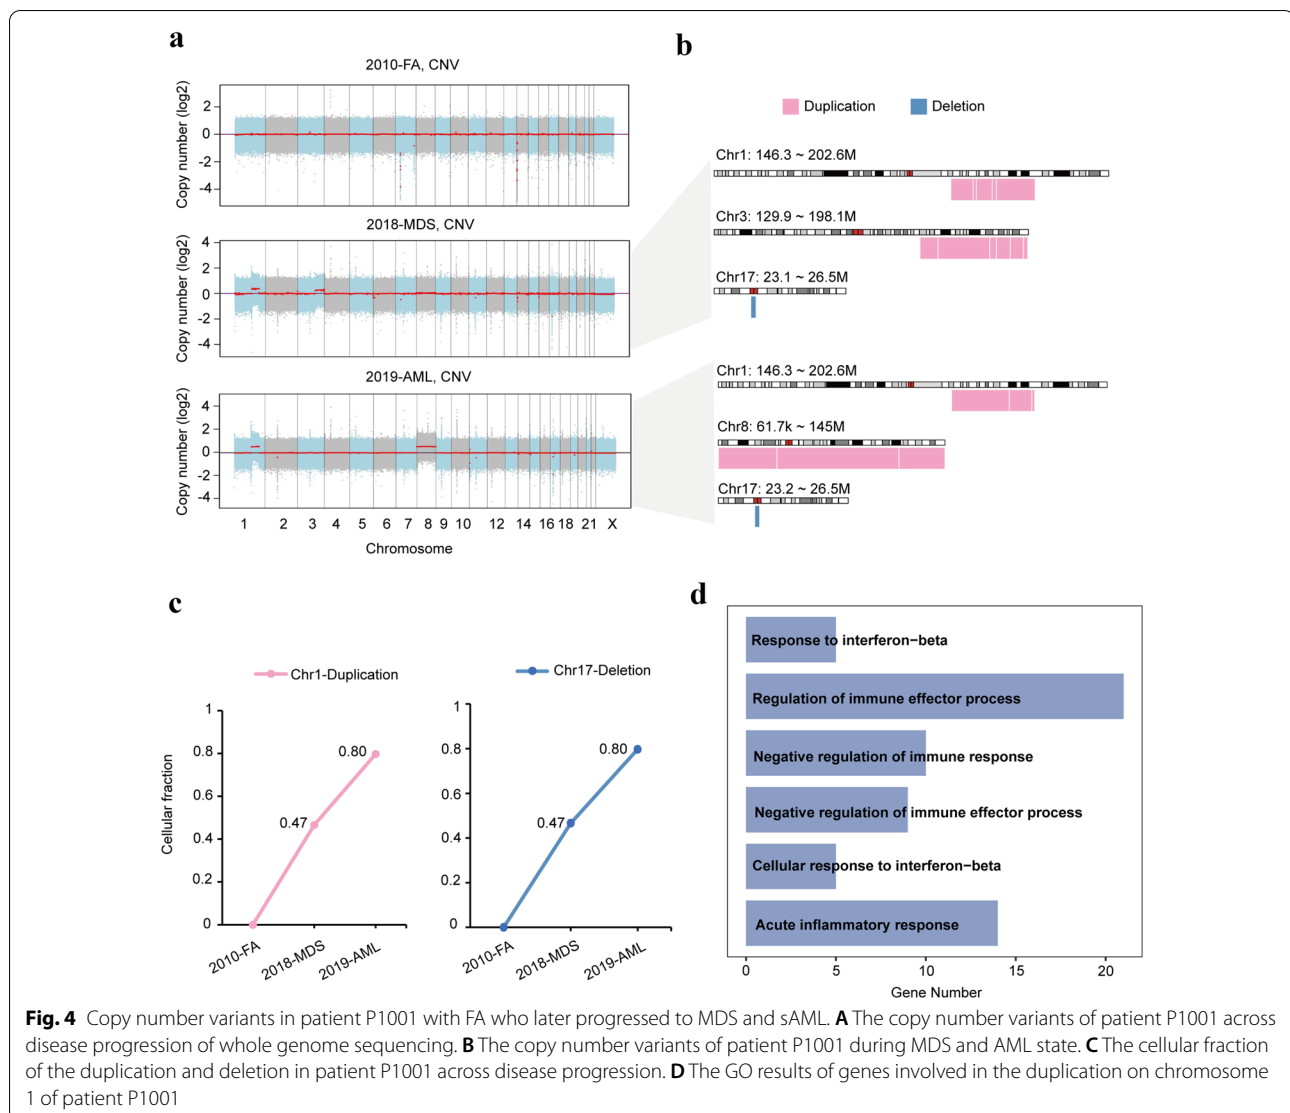 a
2010-FA, CNV
Copy number (log2)
2
0
-2
-4
2018-MDS, CNV
Copy number (log2)
4
2
0
-2
-4
2019-AML, CNV
Copy number (log2)
4
2
0
-2
-4
1 2 3 4 5 6 7 8 9 10 12 14 16 18 21 X
Chromosome
b
Duplication Deletion
Chr1: 146.3 ~ 202.6M
Chr3: 129.9 ~ 198.1M
Chr17: 23.1 ~ 26.5M
Chr1: 146.3 ~ 202.6M
Chr8: 61.7k ~ 145M
Chr17: 23.2 ~ 26.5M
c
Chr1-Duplication
Cellular fraction
1
0.8
0.6
0.4
0.2
0
0.47
0.80
2010-FA
2018-MDS
2019-AML
Chr17-Deletion
1
0.8
0.6
0.4
0.2
0
0.47
0.80
2010-FA
2018-MDS
2019-AML
d
Response to interferon−beta
Regulation of immune effector process
Negative regulation of immune response
Negative regulation of immune effector process
Cellular response to interferon−beta
Acute inflammatory response
0 5 10 15 20
Gene Number
Fig. 4 Copy number variants in patient P1001 with FA who later progressed to MDS and sAML. A The copy number variants of patient P1001 across
disease progression of whole genome sequencing. B The copy number variants of patient P1001 during MDS and AML state. C The cellular fraction
of the duplication and deletion in patient P1001 across disease progression. D The GO results of genes involved in the duplication on chromosome
1 of patient P1001